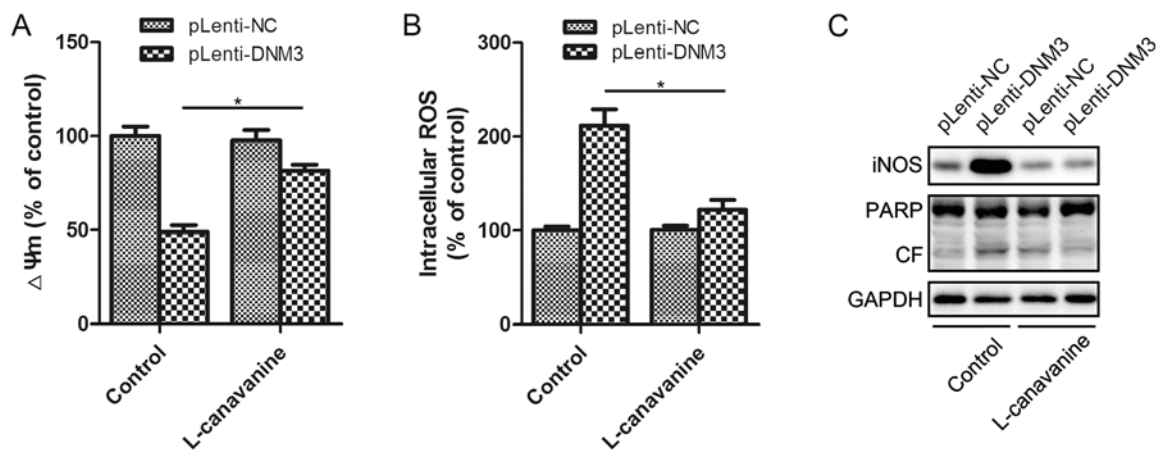 A
pLenti-NC
pLenti-DNM3
△ Ψm (% of control)
150
100
50
0
*
Control
L-canavanine
B
pLenti-NC
pLenti-DNM3
Intracellular ROS
(% of control)
300
200
100
0
*
Control
L-canavanine
C
pLenti-NC
pLenti-DNM3
pLenti-NC
pLenti-DNM3
iNOS
PARP
CF
GAPDH
Control
L-canavanine